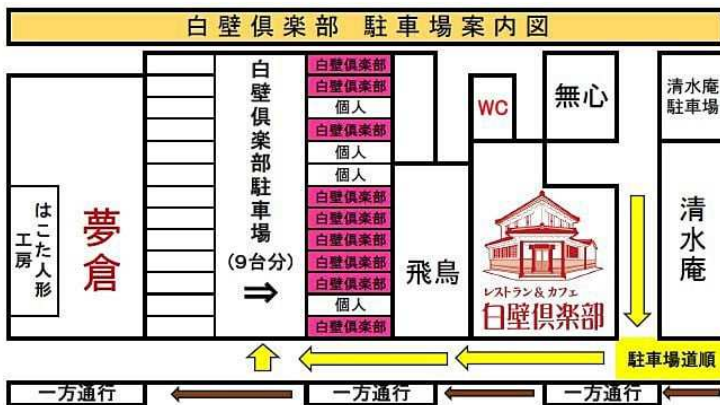 白壁倶楽部 駐車場案内図
白壁倶楽部駐車場
(9台分)
⇒
白壁倶楽部
白壁倶楽部
個人
白壁倶楽部
個人
個人
白壁倶楽部
白壁倶楽部
白壁倶楽部
白壁倶楽部
白壁倶楽部
個人
白壁倶楽部
はこた人形
工房
夢倉
飛鳥
WC
無心
清水庵
駐車場
清水庵
レストラン&カフェ
白壁倶楽部
駐車場道順
一方通行
一方通行
一方通行